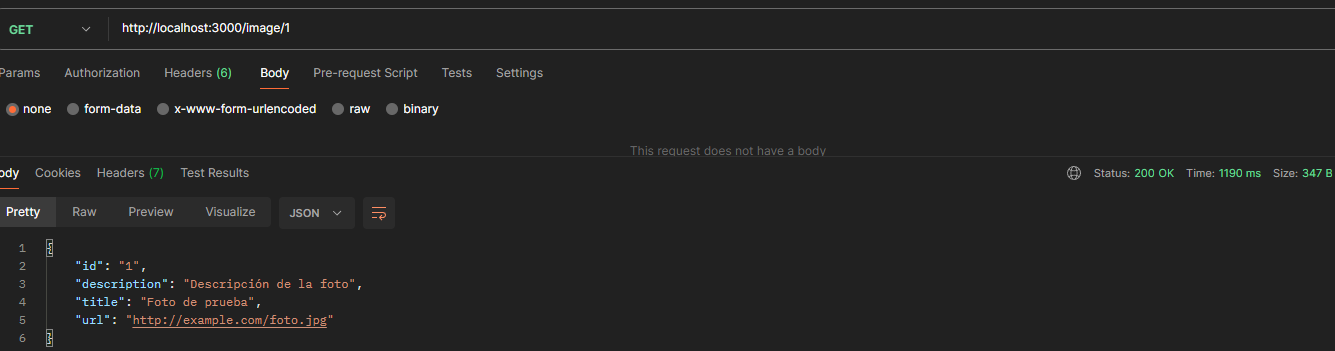 GET http://localhost:3000/image/1
Params Authorization Headers (6) Body Pre-request Script Tests Settings
none form-data x-www-form-urlencoded raw binary
This request does not have a body
ody Cookies Headers (7) Test Results Status: 200 OK Time: 1190 ms Size: 347 B
Pretty Raw Preview Visualize JSON
1 {
2 "id": "1",
3 "description": "Descripción de la foto",
4 "title": "Foto de prueba",
5 "url": "http://example.com/foto.jpg"
6 }